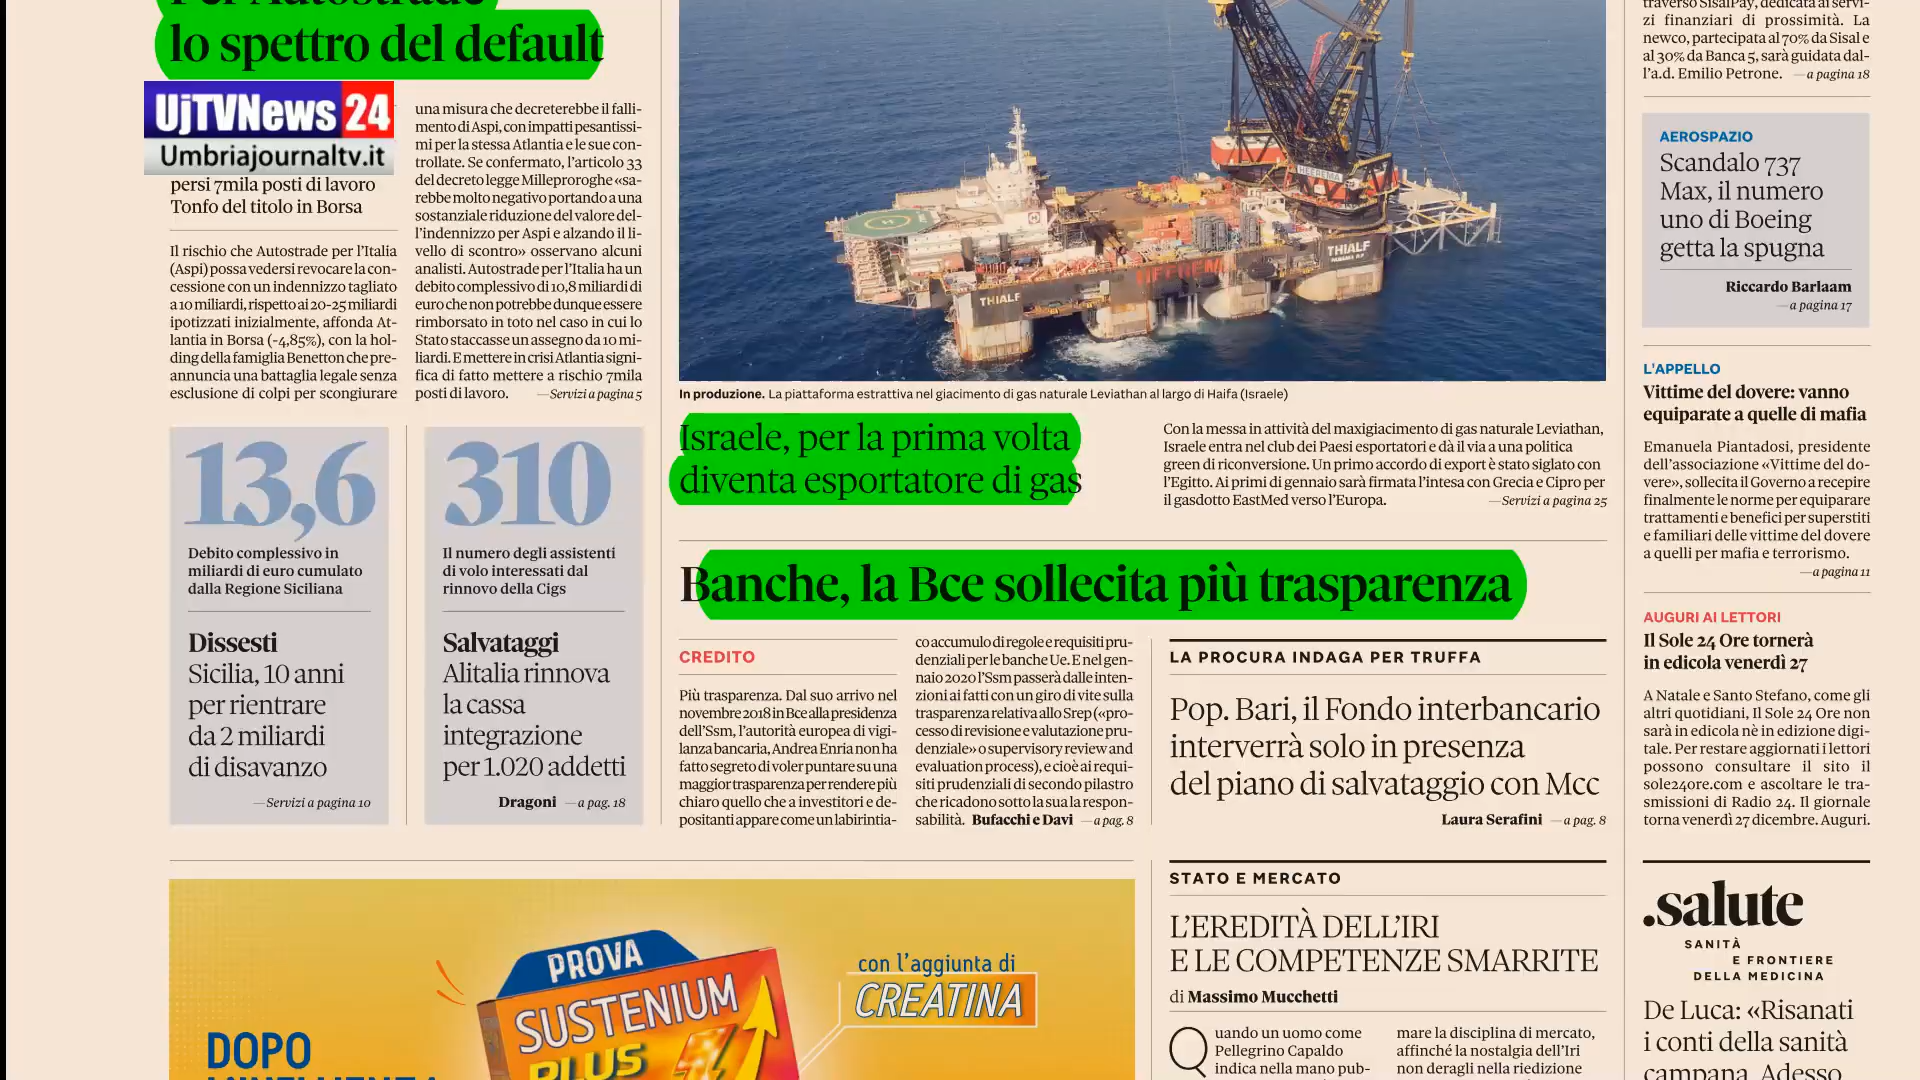 Per Autostrade
lo spettro del default
UjTVNews 24
Umbriajournaltv.it
persi 7mila posti di lavoro
Tonfo del titolo in Borsa
Il rischio che Autostrade per l'Italia
(Aspi) possa vedersi revocare la con-
cessione con un indennizzo tagliato
a 10 miliardi, rispetto ai 20-25 miliardi
ipotizzati inizialmente, affonda At-
lantia in Borsa (-4,85%), con la hol-
ding della famiglia Benetton che pre-
annuncia una battaglia legale senza
esclusione di colpi per scongiurare
una misura che decreterebbe il falli-
mento di Aspi, con impatti pesantissi-
mi per la stessa Atlantia e le sue con-
trollate. Se confermato, l'articolo 33
del decreto legge Milleproroghe «sa-
rebbe molto negativo portando a una
sostanziale riduzione del valore del-
l'indennizzo per Aspi e alzando il li-
vello di scontro» osservano alcuni
analisti. Autostrade per l'Italia ha un
debito complessivo di 10,8 miliardi di
euro che non potrebbe dunque essere
rimborsato in toto nel caso in cui lo
Stato staccasse un assegno da 10 mi-
liardi. E mettere in crisi Atlantia signi-
fica di fatto mettere a rischio 7mila
posti di lavoro. —Servizi a pagina 5
13,6
Debito complessivo in
miliardi di euro cumulato
dalla Regione Siciliana
Dissesti
Sicilia, 10 anni
per rientrare
da 2 miliardi
di disavanzo
—Servizi a pagina 10
310
Il numero degli assistenti
di volo interessati dal
rinnovo della Cigs
Salvataggi
Alitalia rinnova
la cassa
integrazione
per 1.020 addetti
Dragoni —a pag. 18
HEEREMA
THIALF
HEEREMA
THIALF
In produzione. La piattaforma estrattiva nel giacimento di gas naturale Leviathan al largo di Haifa (Israele)
Israele, per la prima volta
diventa esportatore di gas
Con la messa in attività del maxigiacimento di gas naturale Leviathan,
Israele entra nel club dei Paesi esportatori e dà il via a una politica
green di riconversione. Un primo accordo di export è stato siglato con
l'Egitto. Ai primi di gennaio sarà firmata l'intesa con Grecia e Cipro per
il gasdotto EastMed verso l'Europa. —Servizi a pagina 25
Banche, la Bce sollecita più trasparenza
CREDITO
Più trasparenza. Dal suo arrivo nel
novembre 2018 in Bce alla presidenza
dell'Ssm, l'autorità europea di vigi-
lanza bancaria, Andrea Enria non ha
fatto segreto di voler puntare su una
maggior trasparenza per rendere più
chiaro quello che a investitori e de-
positanti appare come un labirintia-
co accumulo di regole e requisiti pru-
denziali per le banche Ue. E nel gen-
naio 2020 l'Ssm passerà dalle inten-
zioni ai fatti con un giro di vite sulla
trasparenza relativa allo Srep («pro-
cesso di revisione e valutazione pru-
denziale» o supervisory review and
evaluation process), e cioè ai requi-
siti prudenziali di secondo pilastro
che ricadono sotto la sua la respon-
sabilità. Bufacchi e Davi —a pag. 8
LA PROCURA INDAGA PER TRUFFA
Pop. Bari, il Fondo interbancario
interverrà solo in presenza
del piano di salvataggio con Mcc
Laura Serafini —a pag. 8
traverso SisalPay, dedicata ai servi-
zi finanziari di prossimità. La
newco, partecipata al 70% da Sisal e
al 30% da Banca 5, sarà guidata dal-
l'a.d. Emilio Petrone. —a pagina 18
AEROSPAZIO
Scandalo 737
Max, il numero
uno di Boeing
getta la spugna
Riccardo Barlaam
—a pagina 17
L'APPELLO
Vittime del dovere: vanno
equiparate a quelle di mafia
Emanuela Piantadosi, presidente
dell'associazione «Vittime del do-
vere», sollecita il Governo a recepire
finalmente le norme per equiparare
trattamenti e benefici per superstiti
e familiari delle vittime del dovere
a quelli per mafia e terrorismo.
—a pagina 11
AUGURI AI LETTORI
Il Sole 24 Ore tornerà
in edicola venerdì 27
A Natale e Santo Stefano, come gli
altri quotidiani, Il Sole 24 Ore non
sarà in edicola nè in edizione digi-
tale. Per restare aggiornati i lettori
possono consultare il sito il
sole24ore.com e ascoltare le tra-
smissioni di Radio 24. Il giornale
torna venerdì 27 dicembre. Auguri.
PROVA
SUSTENIUM
PLUS
con l'aggiunta di
CREATINA
DOPO
L'INFLUENZA
STATO E MERCATO
L'EREDITÀ DELL'IRI
E LE COMPETENZE SMARRITE
di Massimo Mucchetti
Quando un uomo come
Pellegrino Capaldo
indica nella mano pub-
mare la disciplina di mercato,
affinché la nostalgia dell'Iri
non deragli nella riedizione
.salute
SANITÀ
E FRONTIERE
DELLA MEDICINA
De Luca: «Risanati
i conti della sanità
campana. Adesso